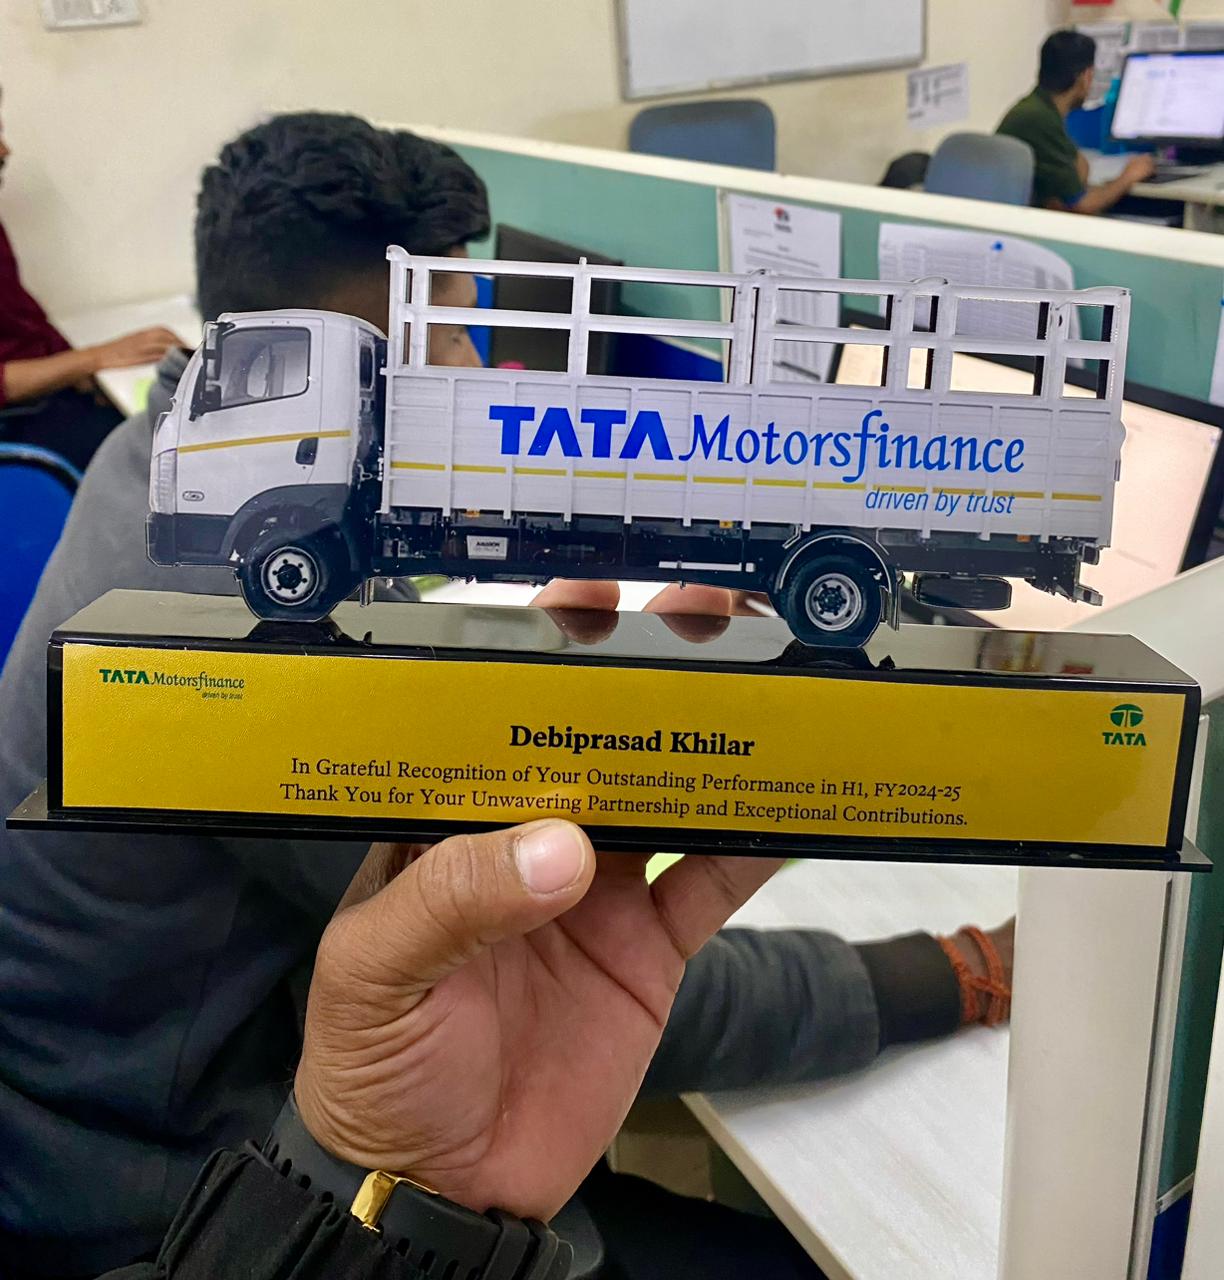 TATA
TATA Motorsfinance
driven by trust
TATA Motorsfinance
driven by trust
TATA
Debiprasad Khilar
In Grateful Recognition of Your Outstanding Performance in H1, FY2024-25
Thank You for Your Unwavering Partnership and Exceptional Contributions.